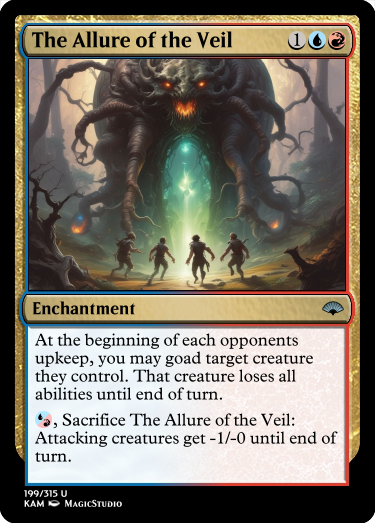 The Allure of the Veil 1
Enchantment
At the beginning of each opponents
upkeep, you may goad target creature
they control. That creature loses all
abilities until end of turn.
, Sacrifice The Allure of the Veil:
Attacking creatures get -1/-0 until end of
turn.
199/315 U
KAM MagicStudio